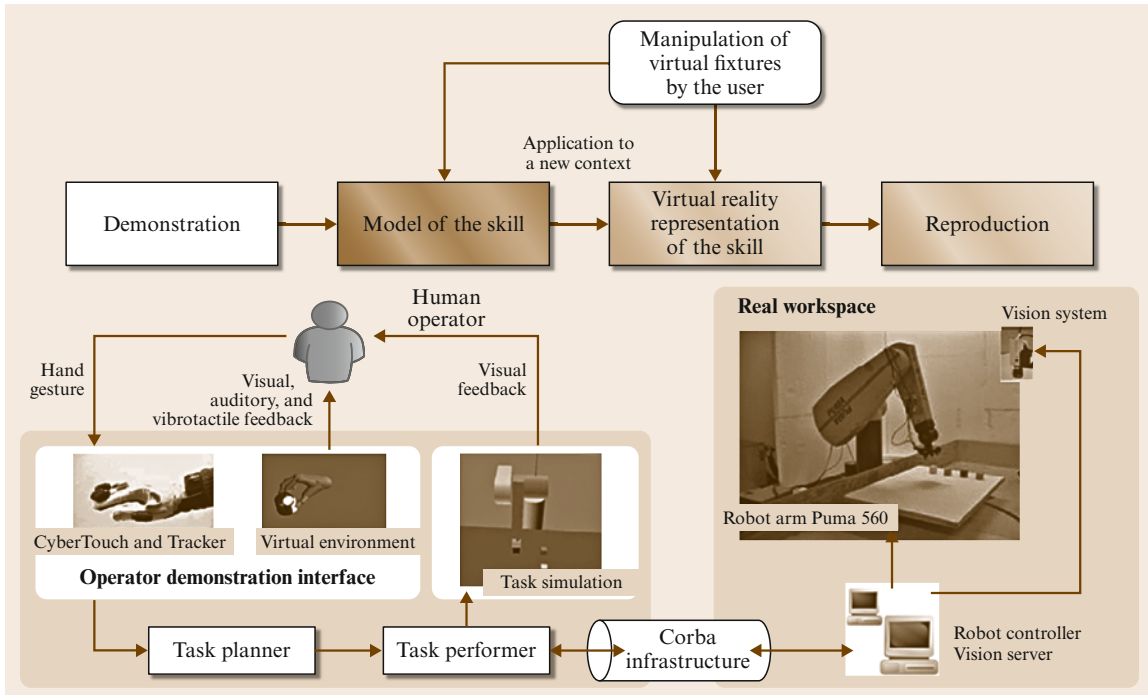 Manipulation of
virtual fixtures
by the user
Application to
a new context
Demonstration
Model of the skill
Virtual reality
representation
of the skill
Reproduction
Human
operator
Hand
gesture
Visual,
auditory, and
vibrotactile feedback
Visual
feedback
CyberTouch and Tracker
Virtual environment
Operator demonstration interface
Task simulation
Task planner
Task performer
Corba
infrastructure
Real workspace
Vision system
Robot arm Puma 560
Robot controller
Vision server